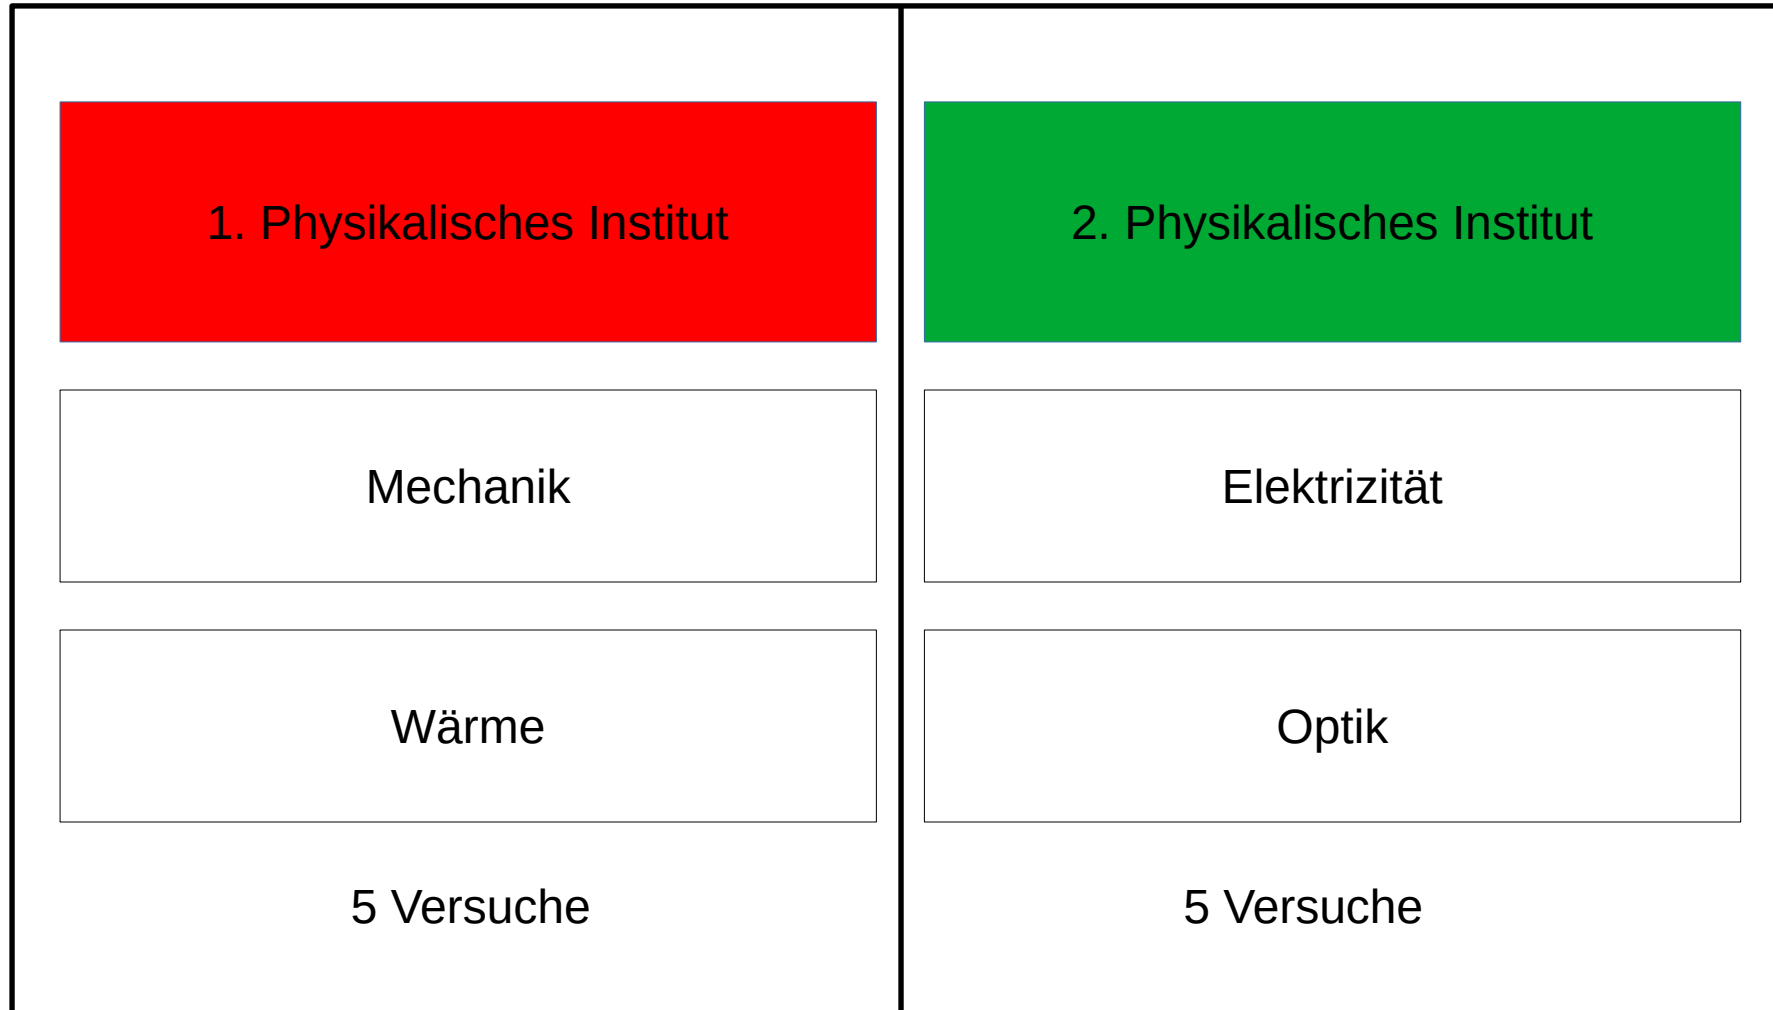 1. Physikalisches Institut
Mechanik
Wärme
5 Versuche
2. Physikalisches Institut
Elektrizität
Optik
5 Versuche